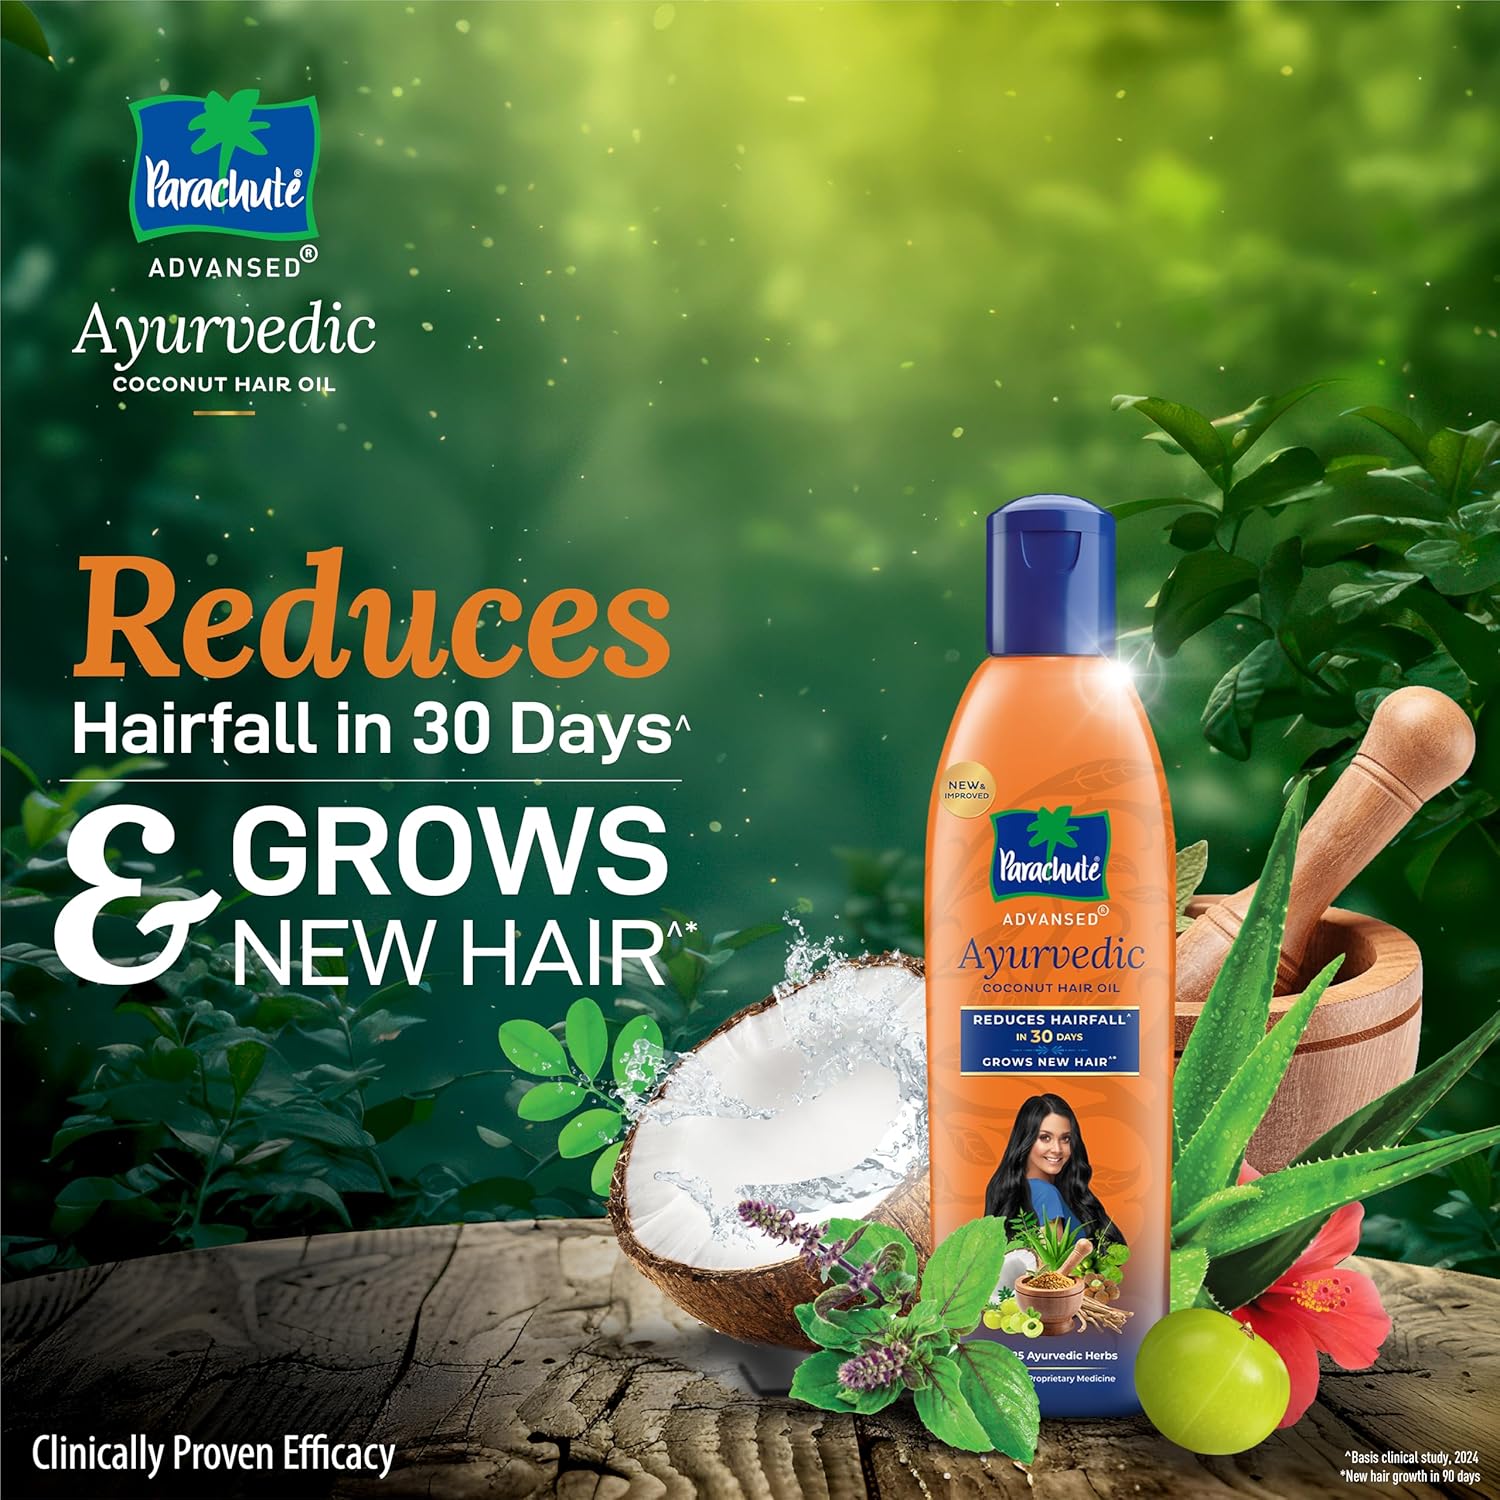 Parachute®
ADVANSED®
Ayurvedic
COCONUT HAIR OIL
Reduces
Hairfall in 30 Days^
& GROWS
NEW HAIR^*
NEW &
IMPROVED
Parachute®
ADVANSED®
Ayurvedic
COCONUT HAIR OIL
REDUCES HAIRFALL^
IN 30 DAYS
GROWS NEW HAIR^*
25 Ayurvedic Herbs
Proprietary Medicine
Clinically Proven Efficacy
^Basis clinical study, 2024
*New hair growth in 90 days